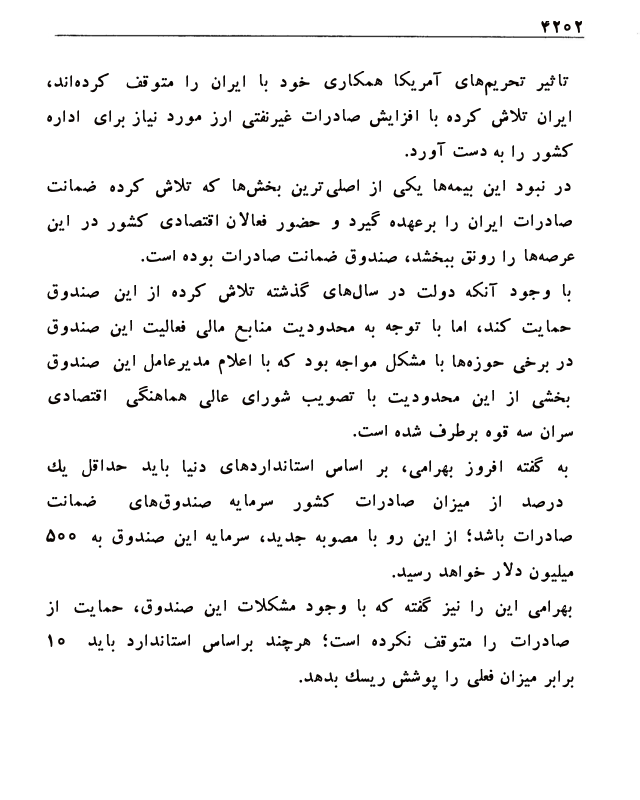 ۴۲۰۲
تاثیر تحریم‌های آمریکا همکاری خود با ایران را متوقف کرده‌اند،
ایران تلاش کرده با افزایش صادرات غیرنفتی ارز مورد نیاز برای اداره
کشور را به دست آورد.
در نبود این بیمه‌ها یکی از اصلی‌ترین بخش‌ها که تلاش کرده ضمانت
صادرات ایران را برعهده گیرد و حضور فعالان اقتصادی کشور در این
عرصه‌ها را رونق ببخشد، صندوق ضمانت صادرات بوده است.
با وجود آنکه دولت در سال‌های گذشته تلاش کرده از این صندوق
حمایت کند، اما با توجه به محدودیت منابع مالی فعالیت این صندوق
در برخی حوزه‌ها با مشکل مواجه بود که با اعلام مدیرعامل این صندوق
بخشی از این محدودیت با تصویب شورای عالی هماهنگی اقتصادی
سران سه قوه برطرف شده است.
به گفته افروز بهرامی، بر اساس استانداردهای دنیا باید حداقل یك
درصد از میزان صادرات کشور سرمایه صندوق‌های ضمانت
صادرات باشد؛ از این رو با مصوبه جدید، سرمایه این صندوق به ۵۰۰
میلیون دلار خواهد رسید.
بهرامی این را نیز گفته که با وجود مشکلات این صندوق، حمایت از
صادرات را متوقف نکرده است؛ هرچند براساس استاندارد باید ۱۰
برابر میزان فعلی را پوشش ریسك بدهد.